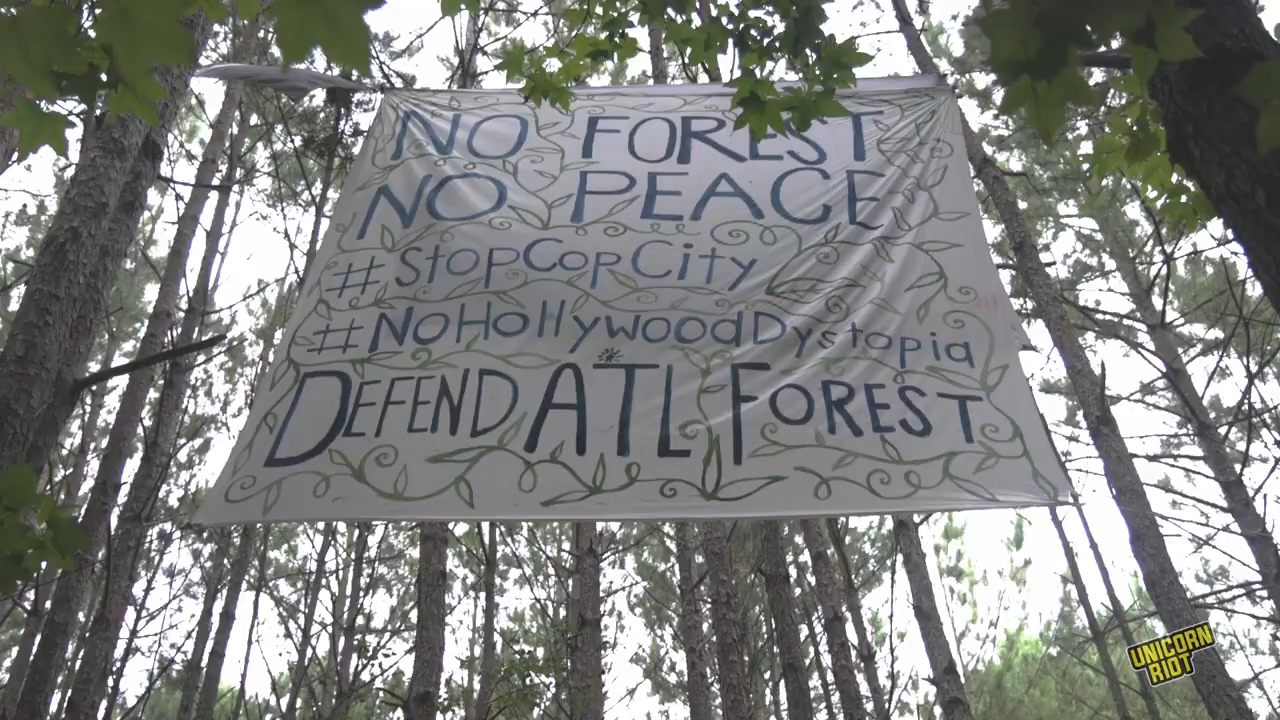 NO FOREST
NO PEACE
#StopCopCity
#NoHollywoodDystopia
DEFEND ATL FOREST
UNICORN
RIOT